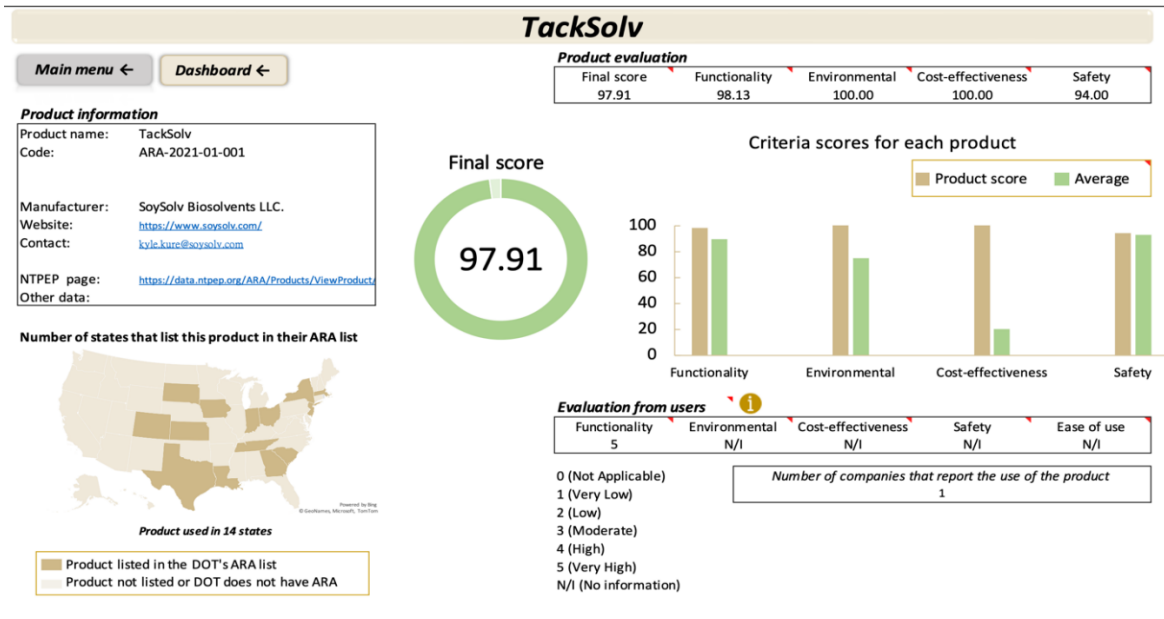 TackSolv
Main menu ←
Dashboard ←
Product evaluation
Final score Functionality Environmental Cost-effectiveness Safety
97.91 98.13 100.00 100.00 94.00
Product information
Product name: TackSolv
Code: ARA-2021-01-001
Manufacturer: SoySolv Biosolvents LLC.
Website: https://www.soysolv.com/
Contact: kyle.kure@soysolv.com
NTPEP page: https://data.ntpep.org/ARA/Products/ViewProduct/
Other data:
Final score
97.91
Criteria scores for each product
Product score Average
100
80
60
40
20
0
Functionality Environmental Cost-effectiveness Safety
Number of states that list this product in their ARA list
Powered by Bing
© GeoNames, Microsoft, TomTom
Product used in 14 states
Product listed in the DOT's ARA list
Product not listed or DOT does not have ARA
Evaluation from users i
Functionality Environmental Cost-effectiveness Safety Ease of use
5 N/I N/I N/I N/I
0 (Not Applicable)
1 (Very Low)
2 (Low)
3 (Moderate)
4 (High)
5 (Very High)
N/I (No information)
Number of companies that report the use of the product
1